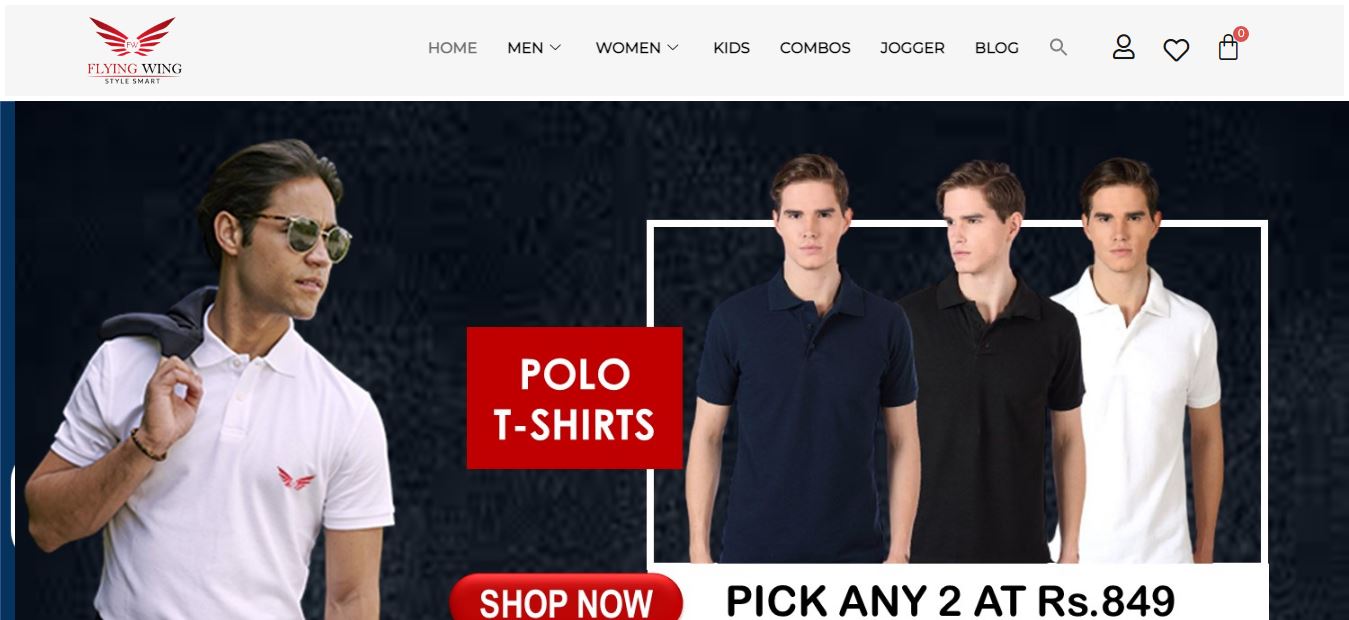 FW
FLYING WING
STYLE SMART
HOME
MEN
WOMEN
KIDS
COMBOS
JOGGER
BLOG
0
POLO
T-SHIRTS
SHOP NOW
PICK ANY 2 AT Rs.849